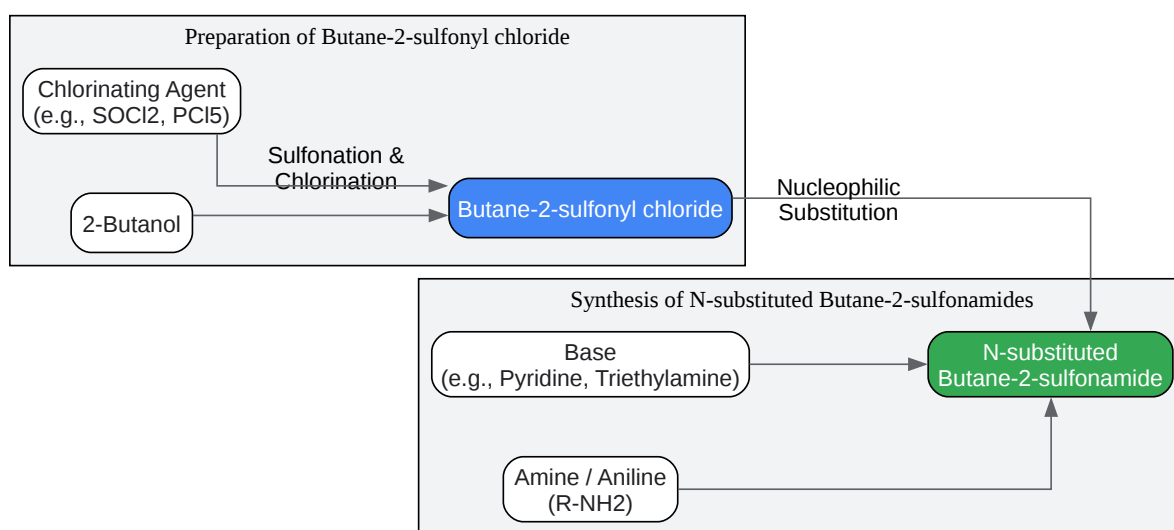 Preparation of Butane-2-sulfonyl chloride
Chlorinating Agent
(e.g., SOCl2, PCl5)
Sulfonation &
Chlorination
2-Butanol
Butane-2-sulfonyl chloride
Nucleophilic
Substitution
Synthesis of N-substituted Butane-2-sulfonamides
Base
(e.g., Pyridine, Triethylamine)
N-substituted
Butane-2-sulfonamide
Amine / Aniline
(R-NH2)